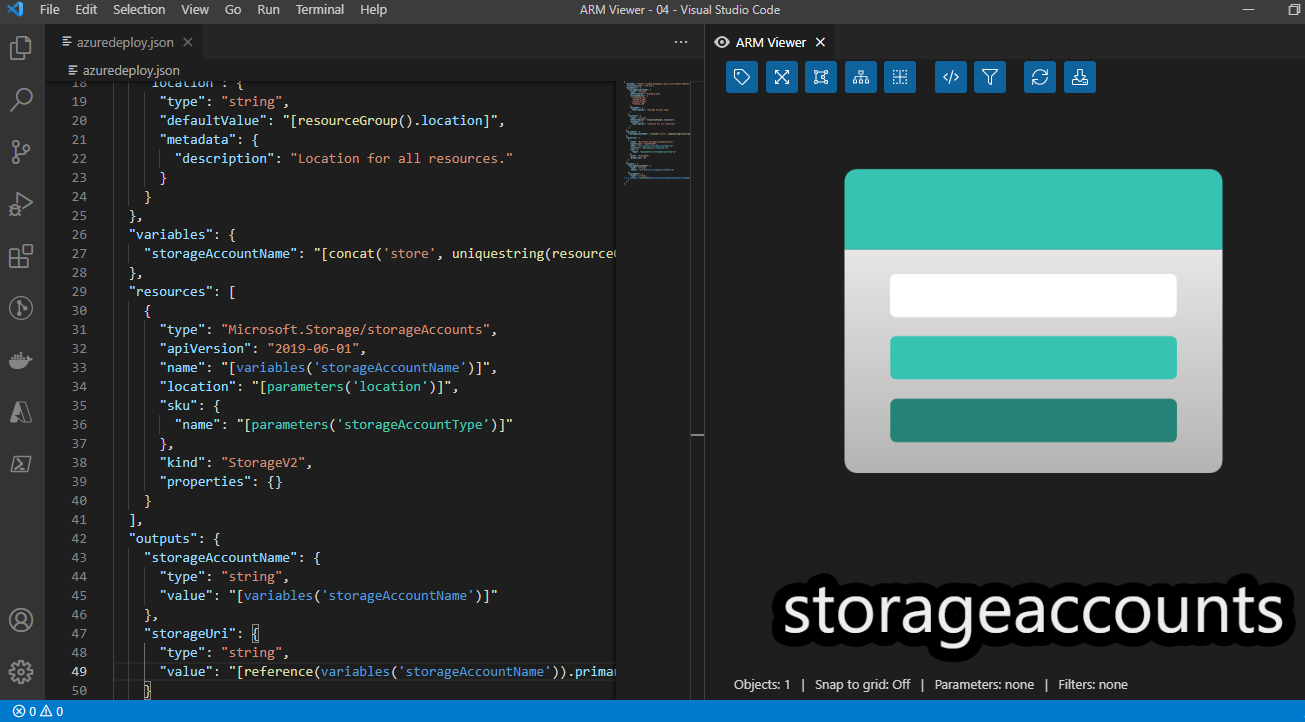 File Edit Selection View Go Run Terminal Help ARM Viewer - 04 - Visual Studio Code
azuredeploy.json
ARM Viewer
azuredeploy.json
18 location": {
19 "type": "string",
20 "defaultValue": "[resourceGroup().location]",
21 "metadata": {
22 "description": "Location for all resources."
23 }
24 }
25 },
26 "variables": {
27 "storageAccountName": "[concat('store', uniquestring(resource
28 },
29 "resources": [
30 {
31 "type": "Microsoft.Storage/storageAccounts",
32 "apiVersion": "2019-06-01",
33 "name": "[variables('storageAccountName')]",
34 "location": "[parameters('location')]",
35 "sku": {
36 "name": "[parameters('storageAccountType')]"
37 },
38 "kind": "StorageV2",
39 "properties": {}
40 }
41 ],
42 "outputs": {
43 "storageAccountName": {
44 "type": "string",
45 "value": "[variables('storageAccountName')]"
46 },
47 "storageUri": {
48 "type": "string",
49 "value": "[reference(variables('storageAccountName')).prima
50 }
storageaccounts
Objects: 1 | Snap to grid: Off | Parameters: none | Filters: none
0 0